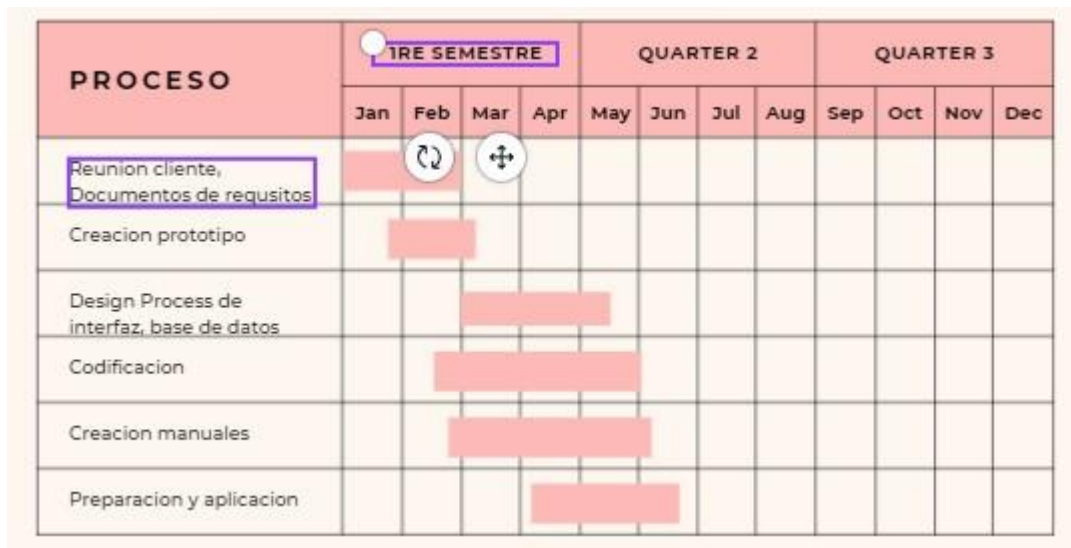 PROCESO
1RE SEMESTRE QUARTER 2 QUARTER 3
Jan Feb Mar Apr May Jun Jul Aug Sep Oct Nov Dec
Reunion cliente,
Documentos de requsitos
Creacion prototipo
Design Process de
interfaz, base de datos
Codificacion
Creacion manuales
Preparacion y aplicacion